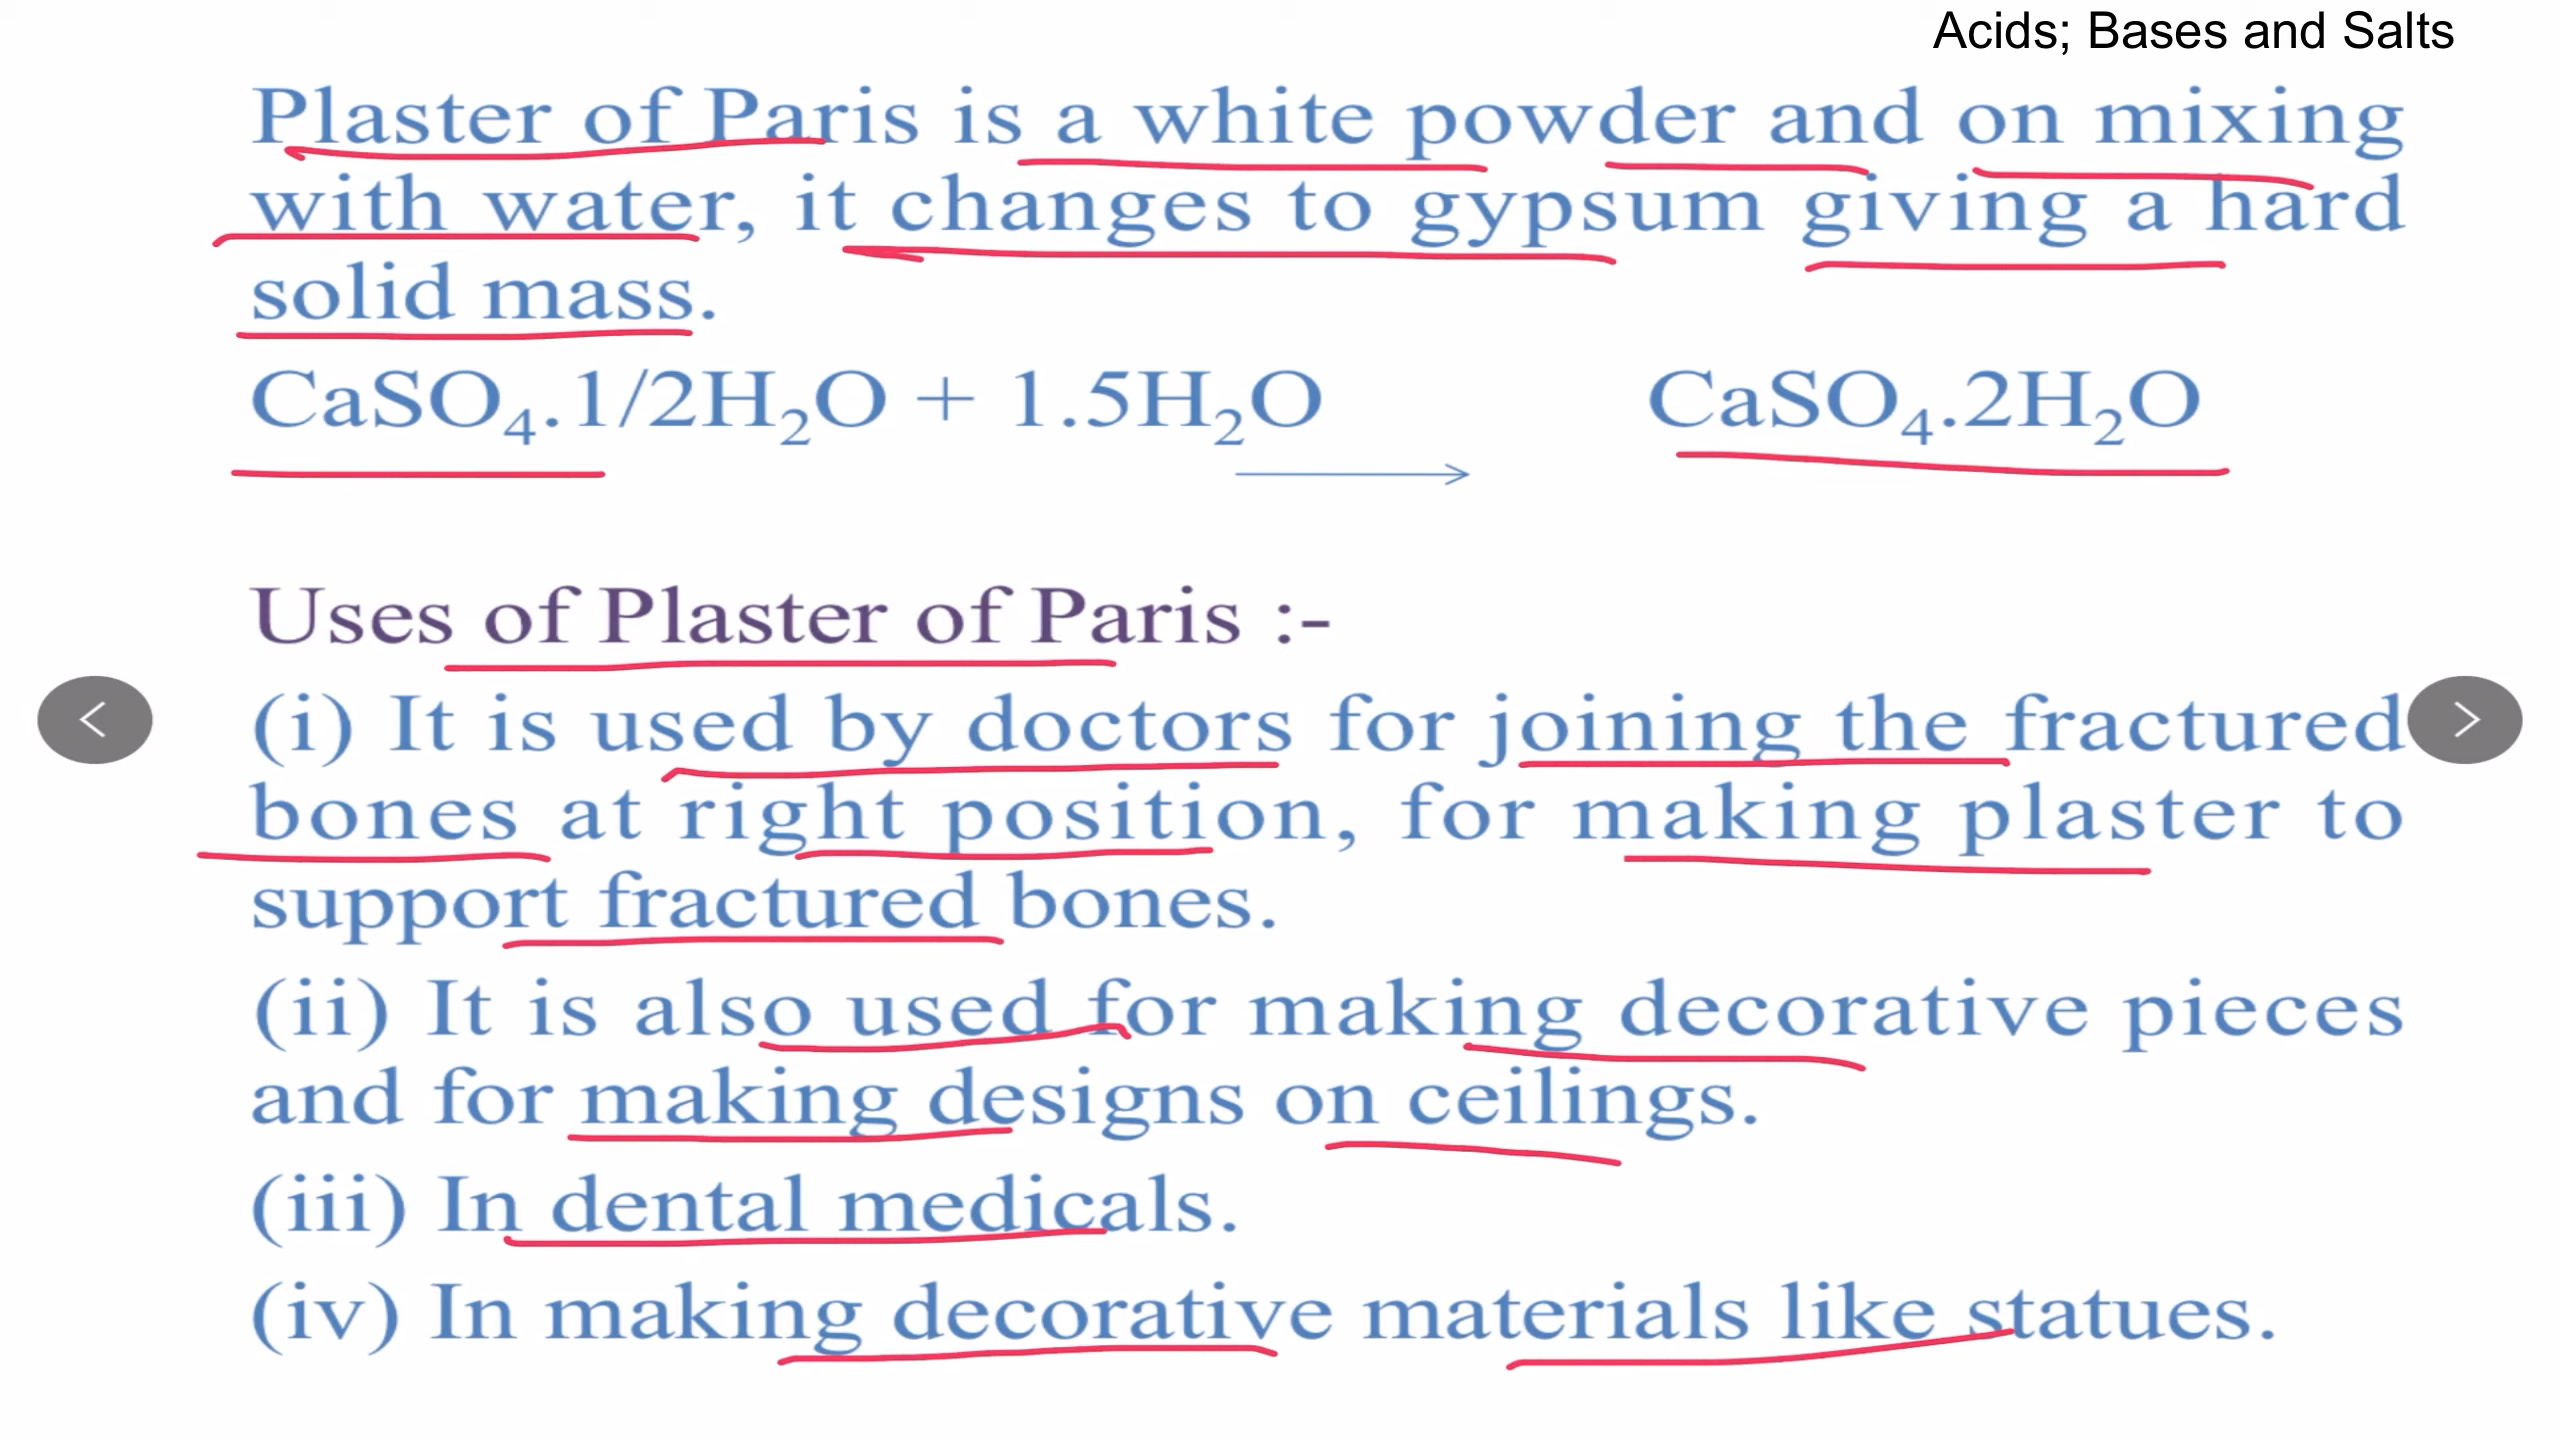 Acids; Bases and Salts
Plaster of Paris is a white powder and on mixing
with water, it changes to gypsum giving a hard
solid mass.
CaSO₄.1/2H₂O + 1.5H₂O → CaSO₄.2H₂O
Uses of Plaster of Paris :-
(i) It is used by doctors for joining the fractured
bones at right position, for making plaster to
support fractured bones.
(ii) It is also used for making decorative pieces
and for making designs on ceilings.
(iii) In dental medicals.
(iv) In making decorative materials like statues.